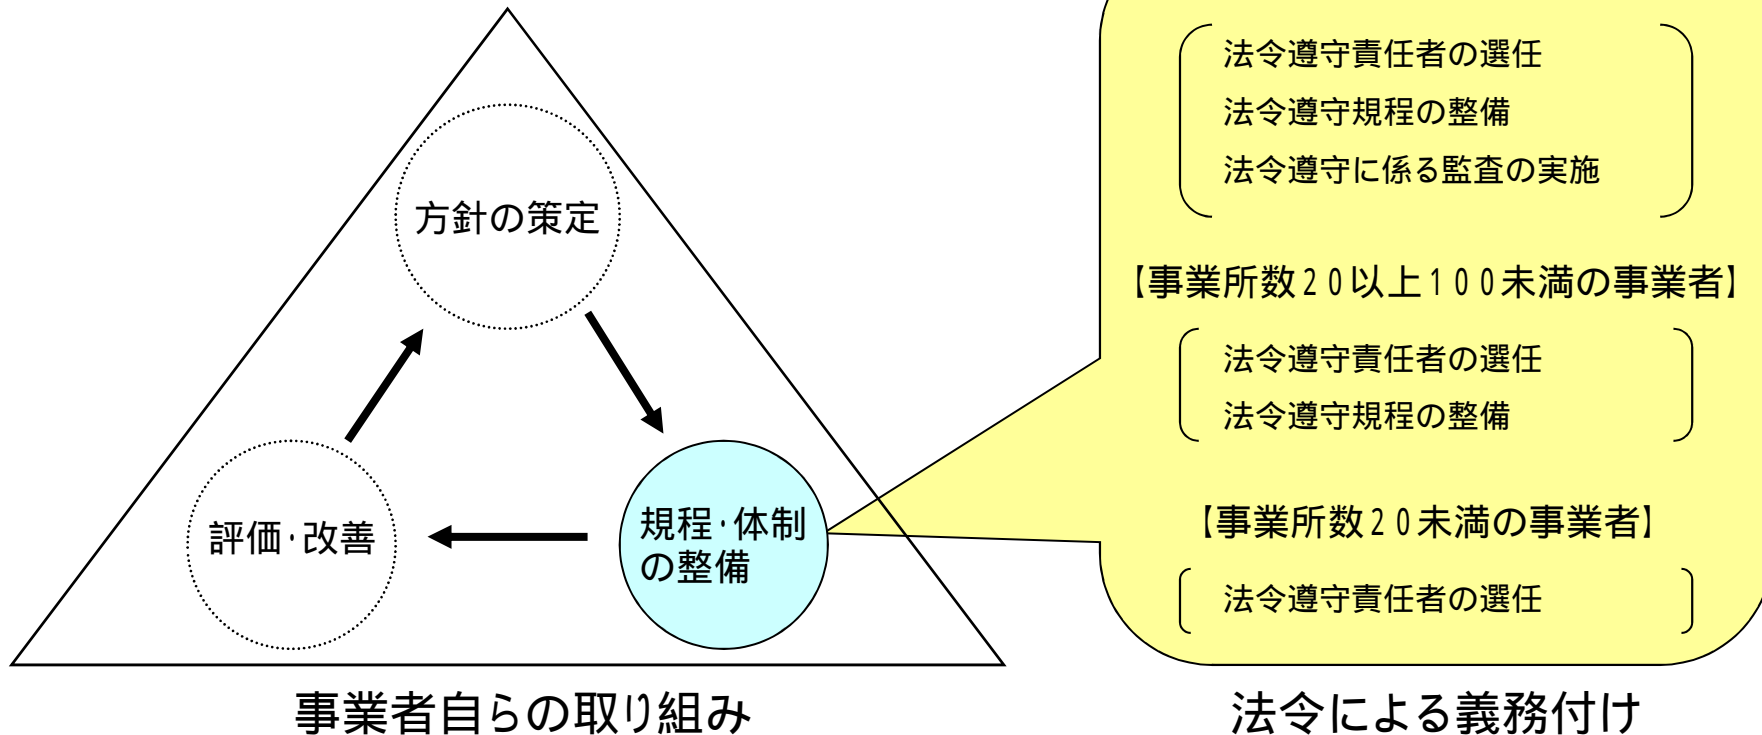 方針の策定
評価・改善
規程・体制
の整備
事業者自らの取り組み
法令遵守責任者の選任
法令遵守規程の整備
法令遵守に係る監査の実施
【事業所数20以上100未満の事業者】
法令遵守責任者の選任
法令遵守規程の整備
【事業所数20未満の事業者】
法令遵守責任者の選任
法令による義務付け